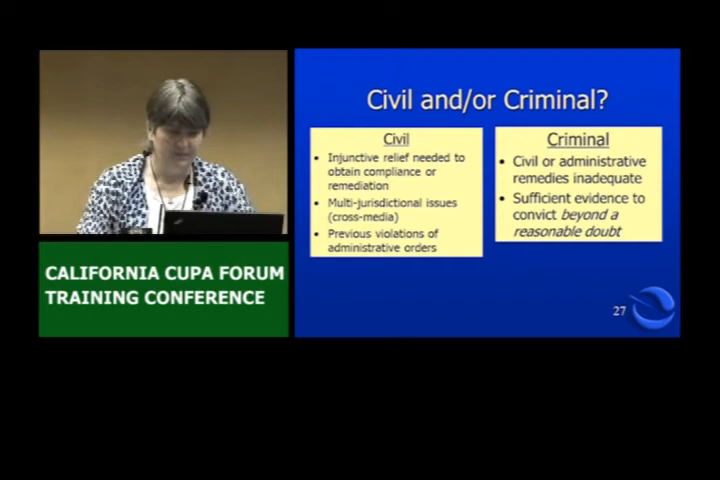 Civil and/or Criminal?
Civil
• Injunctive relief needed to
obtain compliance or
remediation
• Multi-jurisdictional issues
(cross-media)
• Previous violations of
administrative orders
Criminal
• Civil or administrative
remedies inadequate
• Sufficient evidence to
convict beyond a
reasonable doubt
CALIFORNIA CUPA FORUM
TRAINING CONFERENCE
27